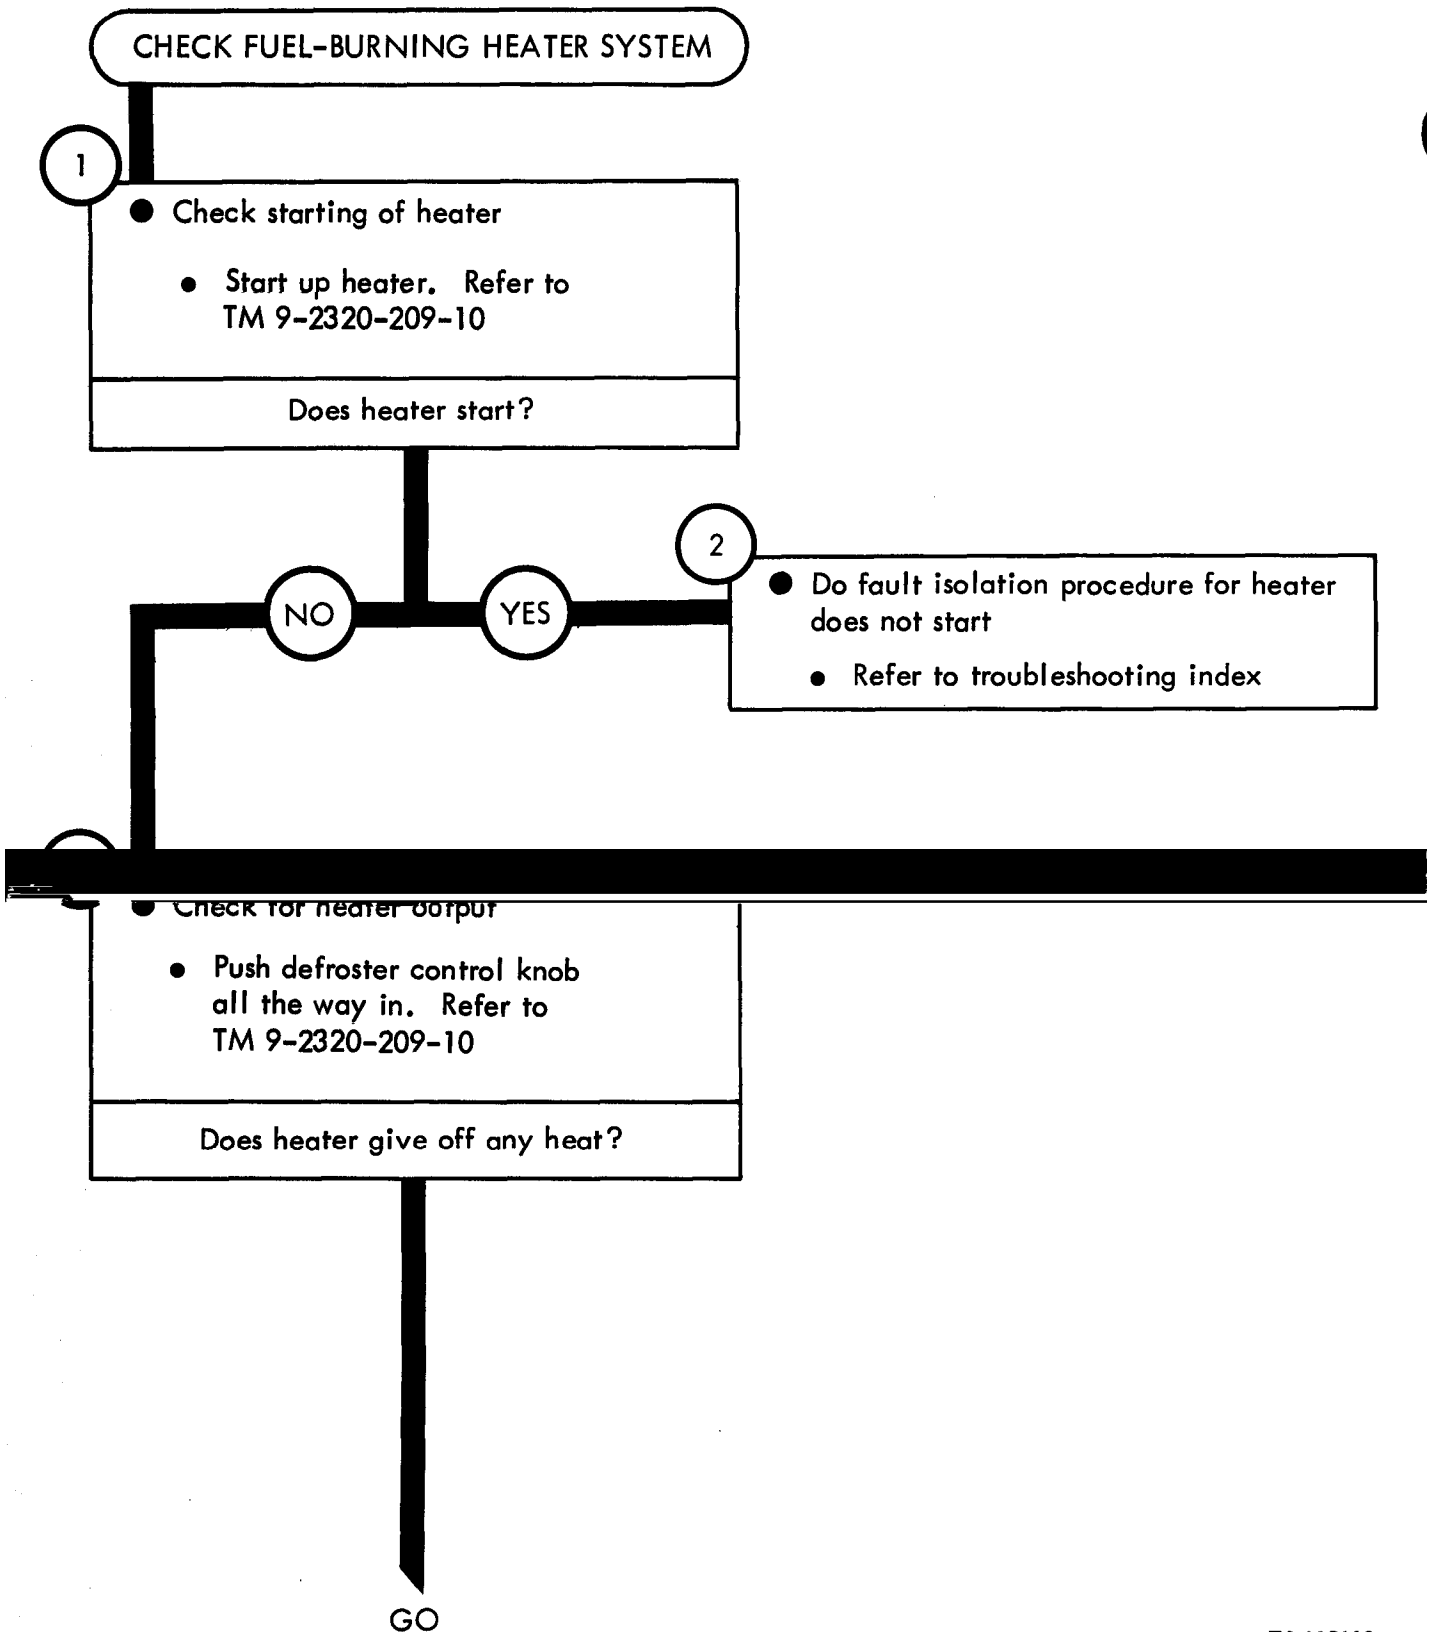 CHECK FUEL-BURNING HEATER SYSTEM
1
● Check starting of heater
● Start up heater. Refer to
TM 9-2320-209-10
Does heater start?
NO
YES
2
● Do fault isolation procedure for heater
does not start
● Refer to troubleshooting index
● Check for heater output
● Push defroster control knob
all the way in. Refer to
TM 9-2320-209-10
Does heater give off any heat?
GO